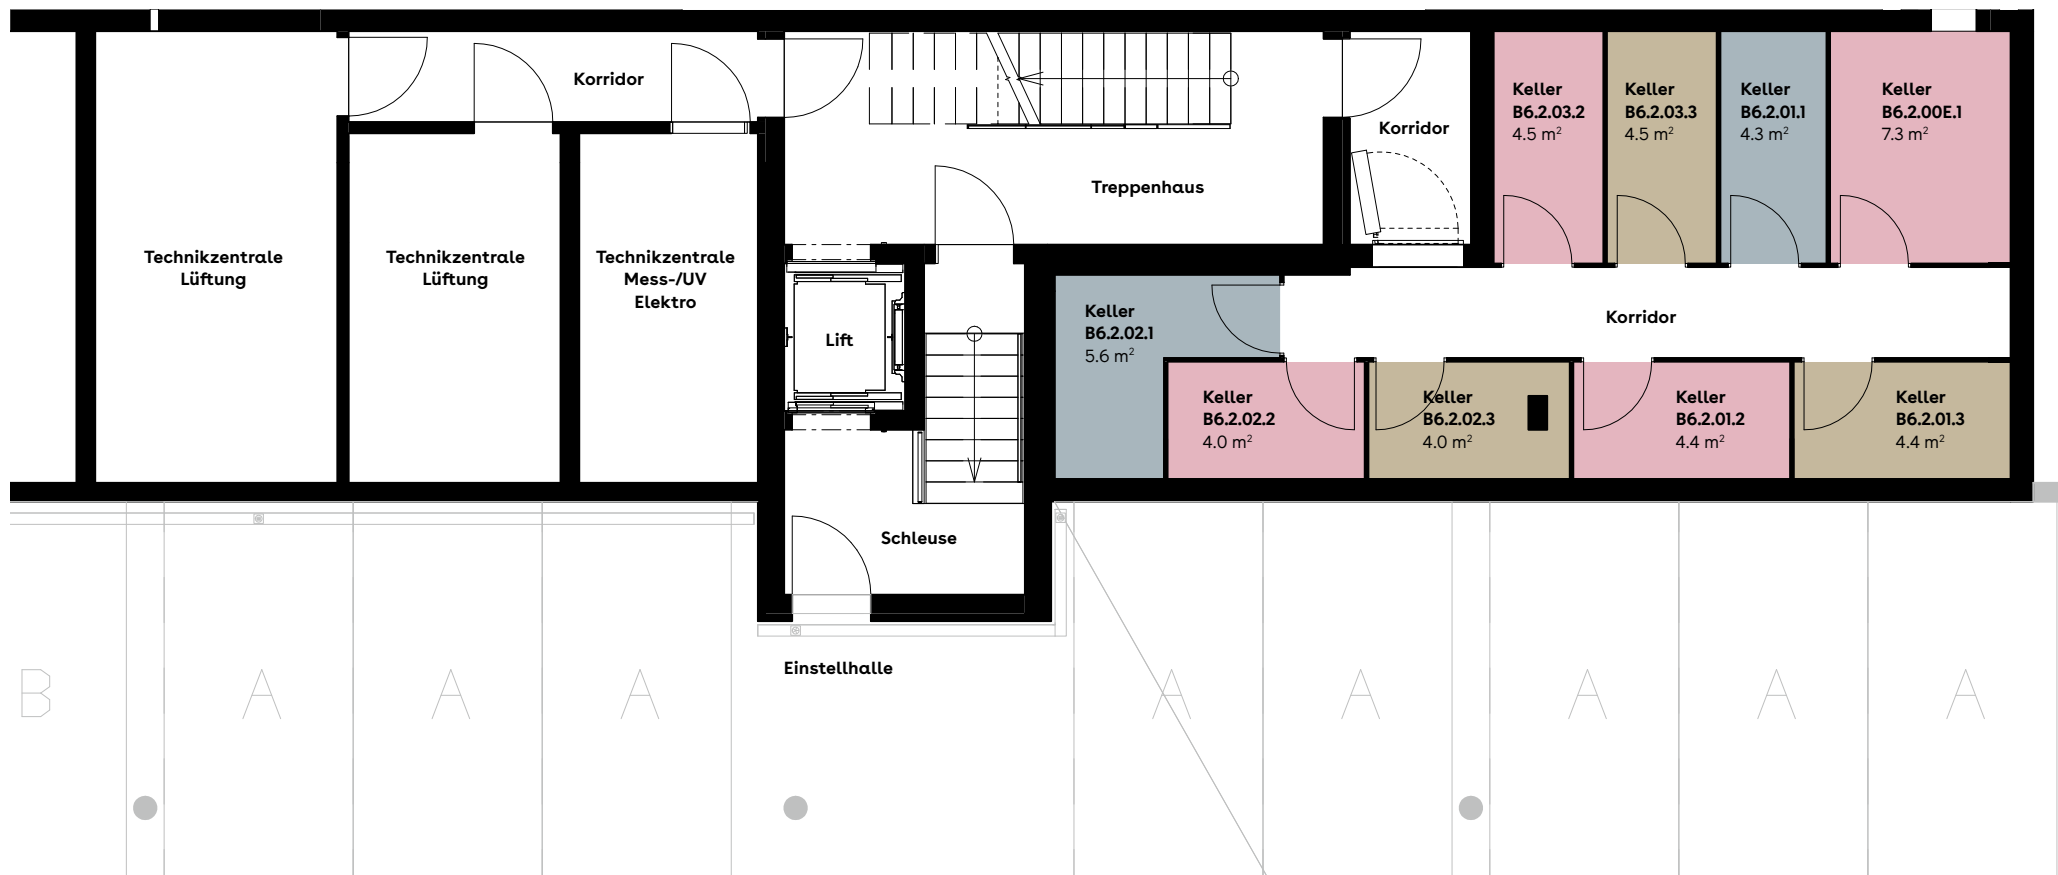 Korridor
Technikzentrale
Lüftung
Technikzentrale
Lüftung
Technikzentrale
Mess-/UV
Elektro
Treppenhaus
Lift
Schleuse
Korridor
Keller
B6.2.03.2
4.5 m²
Keller
B6.2.03.3
4.5 m²
Keller
B6.2.01.1
4.3 m²
Keller
B6.2.00E.1
7.3 m²
Korridor
Keller
B6.2.02.1
5.6 m²
Keller
B6.2.02.2
4.0 m²
Keller
B6.2.02.3
4.0 m²
Keller
B6.2.01.2
4.4 m²
Keller
B6.2.01.3
4.4 m²
Einstellhalle
B A A A A A A A A